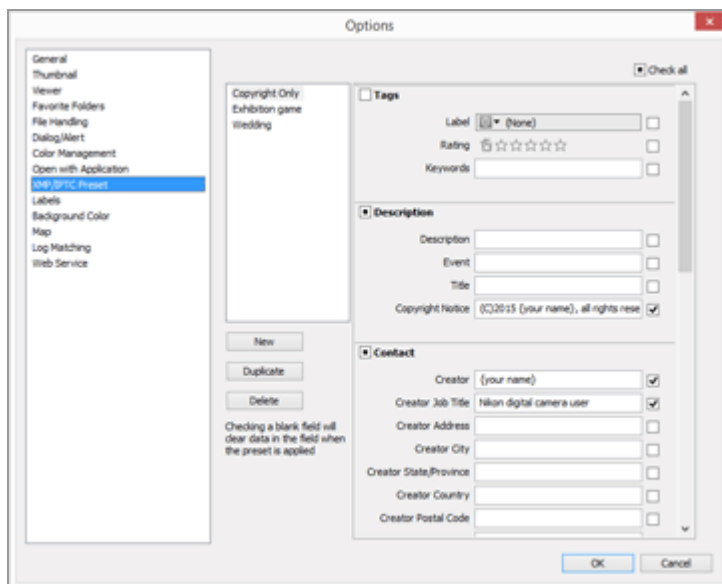 Options
General
Thumbnail
Viewer
Favorite Folders
File Handling
Dialog/Alert
Color Management
Open with Application
XMP/IPTC Preset
Labels
Background Color
Map
Log Matching
Web Service
Copyright Only
Exhibition game
Wedding
New
Duplicate
Delete
Checking a blank field will
clear data in the field when
the preset is applied
Check all
Tags
Label (None)
Rating
Keywords
Description
Description
Event
Title
Copyright Notice (C)2015 {your name}, all rights rese
Contact
Creator {your name}
Creator Job Title Nikon digital camera user
Creator Address
Creator City
Creator State/Province
Creator Country
Creator Postal Code
OK Cancel